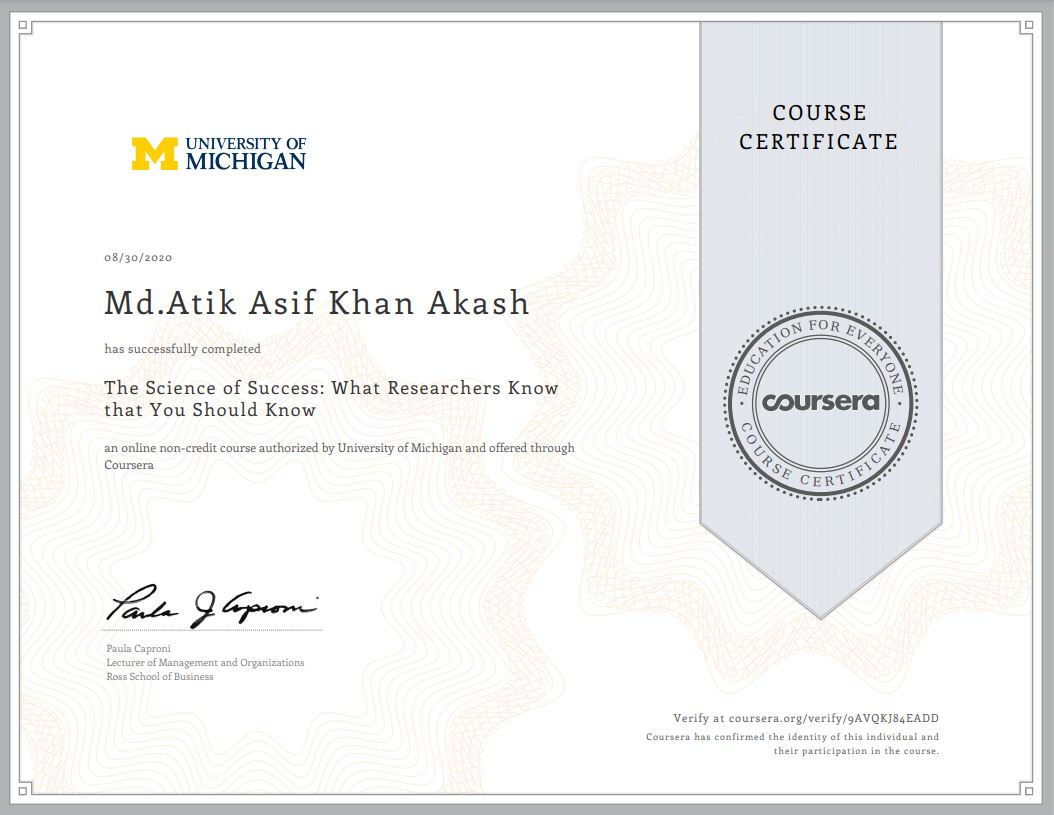 COURSE
CERTIFICATE
UNIVERSITY OF
MICHIGAN
08/30/2020
Md.Atik Asif Khan Akash
has successfully completed
The Science of Success: What Researchers Know
that You Should Know
an online non-credit course authorized by University of Michigan and offered through
Coursera
EDUCATION FOR EVERYONE
coursera
COURSE CERTIFICATE
Paula J Caproni
Paula Caproni
Lecturer of Management and Organizations
Ross School of Business
Verify at coursera.org/verify/9AVQKJ84EADD
Coursera has confirmed the identity of this individual and
their participation in the course.